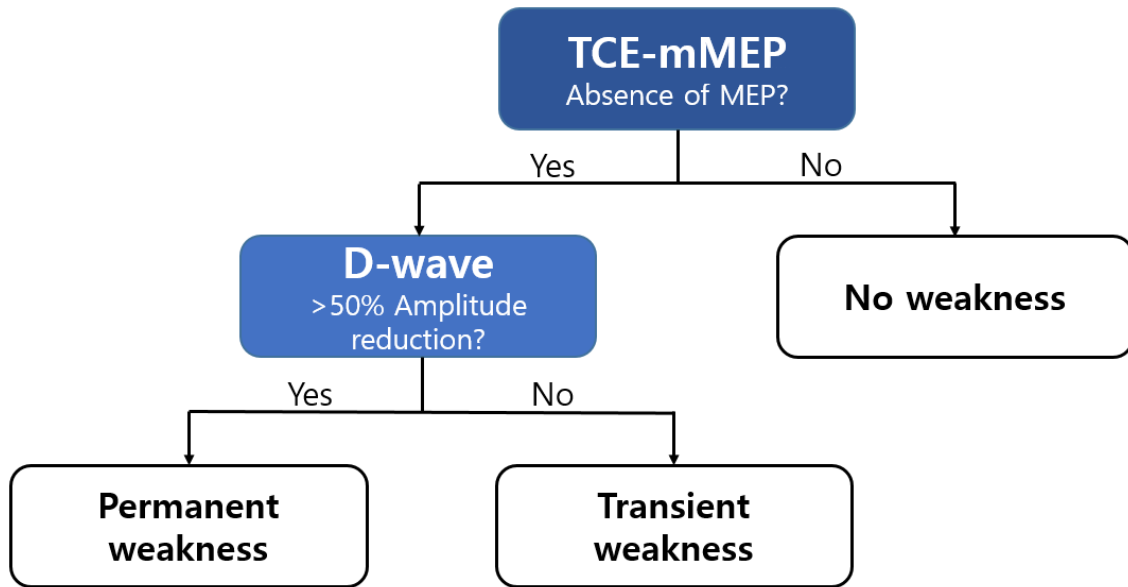 TCE-mMEP
Absence of MEP?
Yes
No
D-wave
>50% Amplitude
reduction?
No weakness
Yes
No
Permanent
weakness
Transient
weakness